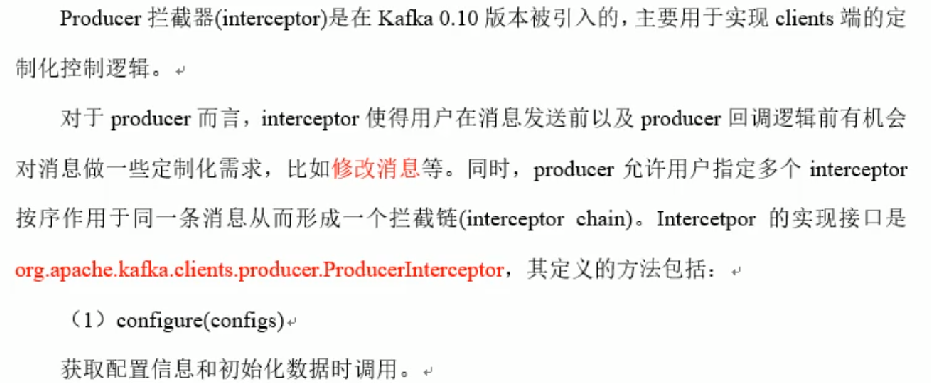 Producer 拦截器(interceptor)是在 Kafka 0.10 版本被引入的，主要用于实现 clients 端的定
制化控制逻辑。
对于 producer 而言，interceptor 使得用户在消息发送前以及 producer 回调逻辑前有机会
对消息做一些定制化需求，比如修改消息等。同时，producer 允许用户指定多个 interceptor
按序作用于同一条消息从而形成一个拦截链(interceptor chain)。Intercetpor 的实现接口是
org.apache.kafka.clients.producer.ProducerInterceptor，其定义的方法包括：
（1）configure(configs)
获取配置信息和初始化数据时调用。